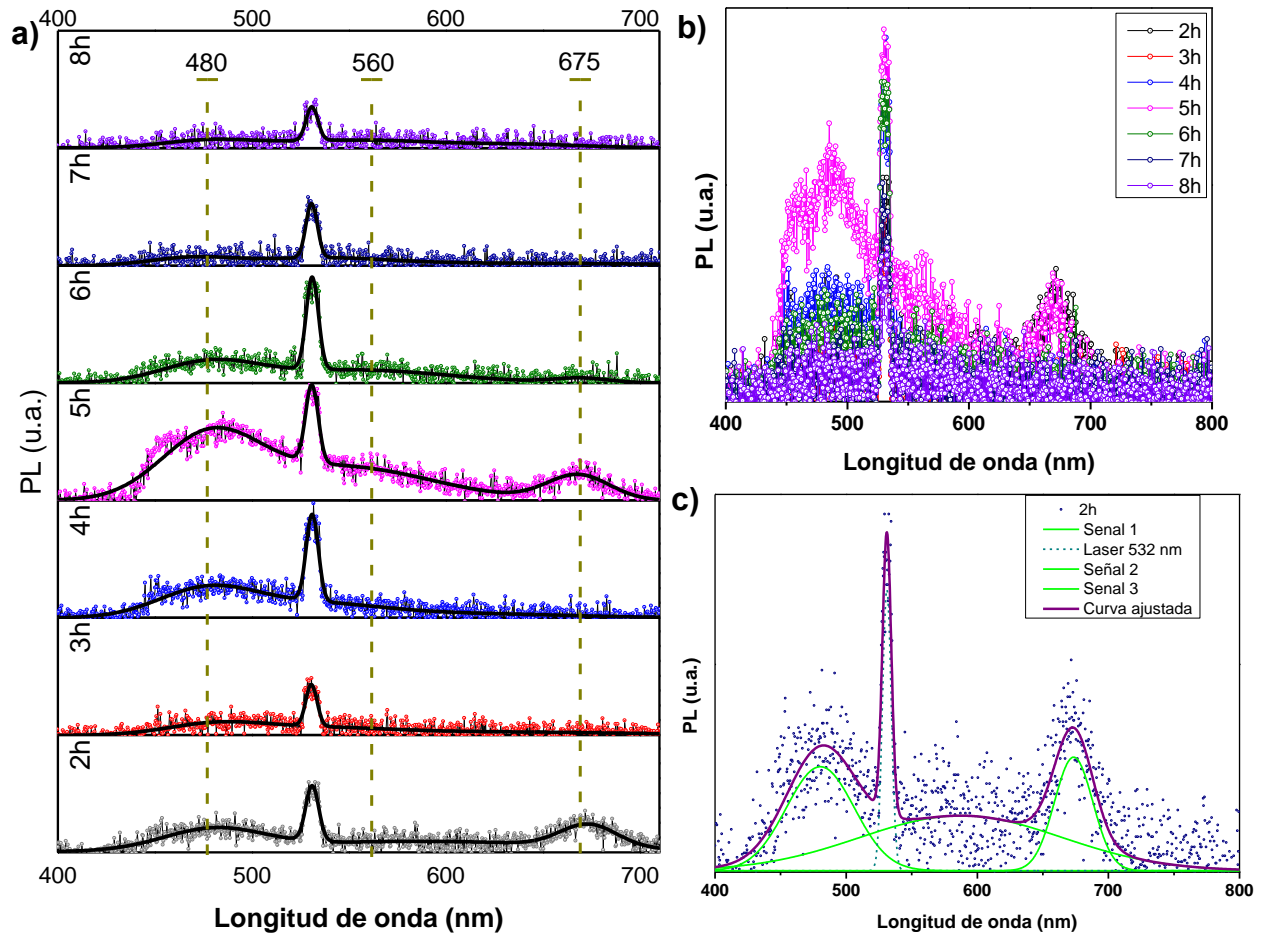 a)
400 500 600 700
8h
480 560 675
7h
6h
5h
4h
3h
2h
PL (u.a.)
400 500 600 700
Longitud de onda (nm)
b)
2h
3h
4h
5h
6h
7h
8h
PL (u.a.)
400 500 600 700 800
Longitud de onda (nm)
c)
2h
Senal 1
Laser 532 nm
Señal 2
Senal 3
Curva ajustada
PL (u.a.)
400 500 600 700 800
Longitud de onda (nm)